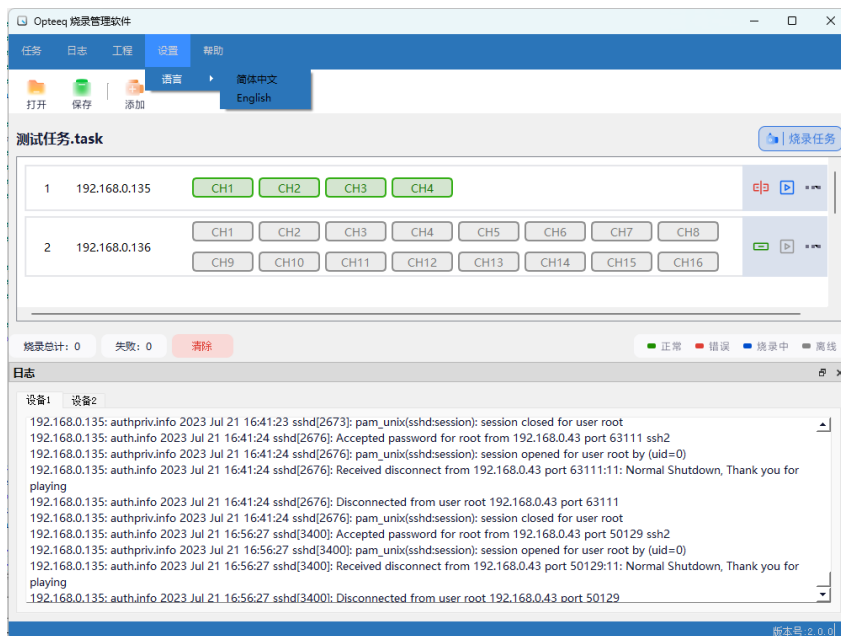 Opteeq 烧录管理软件
任务 日志 工程 设置 帮助
语言 简体中文
English
打开 保存 添加
测试任务.task
烧录任务
1 192.168.0.135 CH1 CH2 CH3 CH4
2 192.168.0.136 CH1 CH2 CH3 CH4 CH5 CH6 CH7 CH8
CH9 CH10 CH11 CH12 CH13 CH14 CH15 CH16
烧录总计: 0 失败: 0 清除 正常 错误 烧录中 离线
日志
设备1 设备2
192.168.0.135: authpriv.info 2023 Jul 21 16:41:23 sshd[2673]: pam_unix(sshd:session): session closed for user root
192.168.0.135: auth.info 2023 Jul 21 16:41:24 sshd[2676]: Accepted password for root from 192.168.0.43 port 63111 ssh2
192.168.0.135: authpriv.info 2023 Jul 21 16:41:24 sshd[2676]: pam_unix(sshd:session): session opened for user root by (uid=0)
192.168.0.135: auth.info 2023 Jul 21 16:41:24 sshd[2676]: Received disconnect from 192.168.0.43 port 63111:11: Normal Shutdown, Thank you for
playing
192.168.0.135: auth.info 2023 Jul 21 16:41:24 sshd[2676]: Disconnected from user root 192.168.0.43 port 63111
192.168.0.135: authpriv.info 2023 Jul 21 16:41:24 sshd[2676]: pam_unix(sshd:session): session closed for user root
192.168.0.135: auth.info 2023 Jul 21 16:56:27 sshd[3400]: Accepted password for root from 192.168.0.43 port 50129 ssh2
192.168.0.135: authpriv.info 2023 Jul 21 16:56:27 sshd[3400]: pam_unix(sshd:session): session opened for user root by (uid=0)
192.168.0.135: auth.info 2023 Jul 21 16:56:27 sshd[3400]: Received disconnect from 192.168.0.43 port 50129:11: Normal Shutdown, Thank you for
playing
192.168.0.135: auth.info 2023 Jul 21 16:56:27 sshd[3400]: Disconnected from user root 192.168.0.43 port 50129
版本号:2.0.0